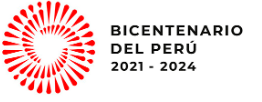 BICENTENARIO
DEL PERÚ
2021 - 2024